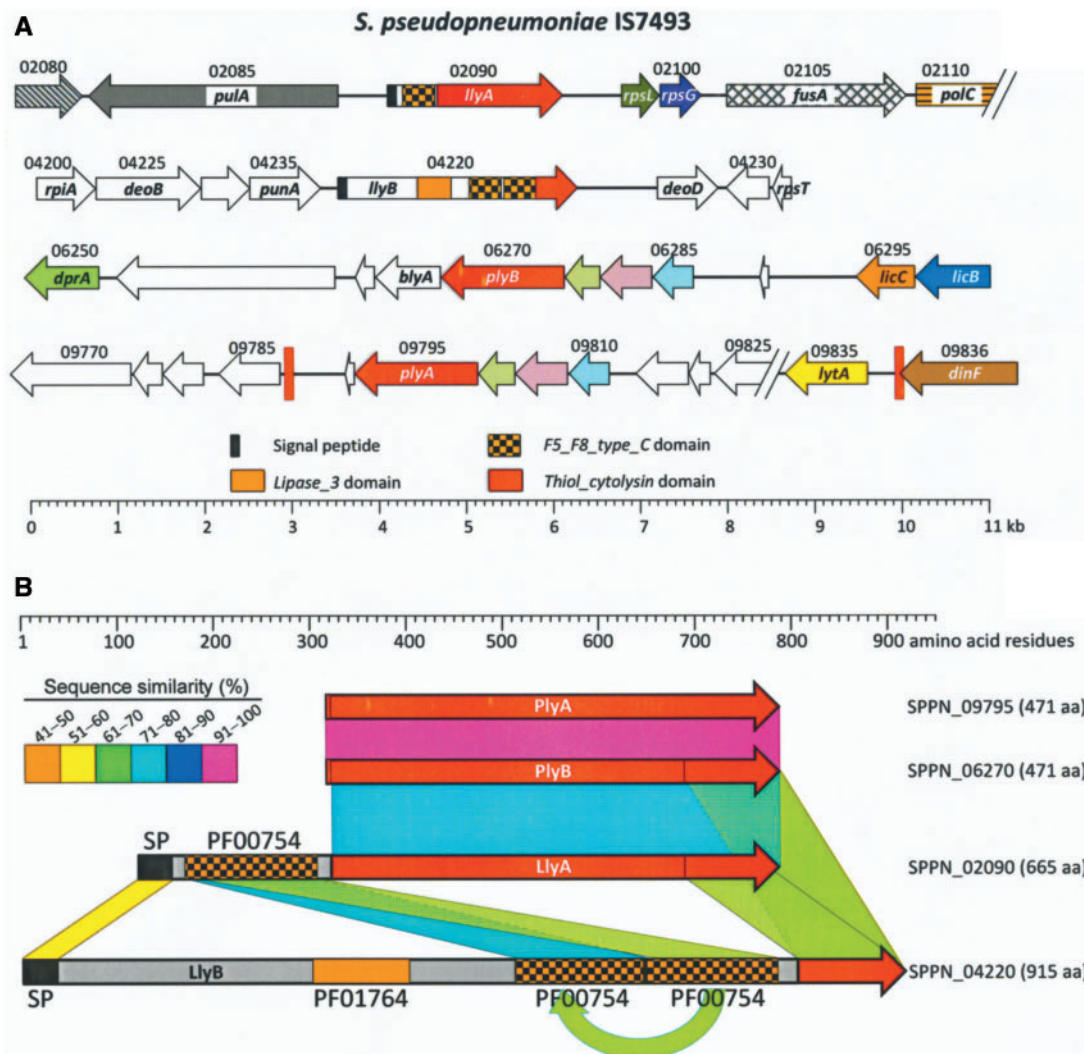 A
S. pseudopneumoniae IS7493
02080 02085 02090 02100 02105 02110
pulA llyA rpsL rpsG fusA polC
04200 04225 04235 04220 04230
rpiA deoB punA llyB deoD rpsT
06250 06270 06285 06295
dprA blyA plyB licC licB
09770 09785 09795 09810 09825 09835 09836
plyA lytA dinF
Signal peptide F5_F8_type_C domain
Lipase_3 domain Thiol_cytolysin domain
0 1 2 3 4 5 6 7 8 9 10 11 kb
B
1 100 200 300 400 500 600 700 800 900 amino acid residues
Sequence similarity (%)
41–50 51–60 61–70 71–80 81–90 91–100
PlyA SPPN_09795 (471 aa)
PlyB SPPN_06270 (471 aa)
SP PF00754
LlyA SPPN_02090 (665 aa)
LlyB SPPN_04220 (915 aa)
SP PF01764 PF00754 PF00754